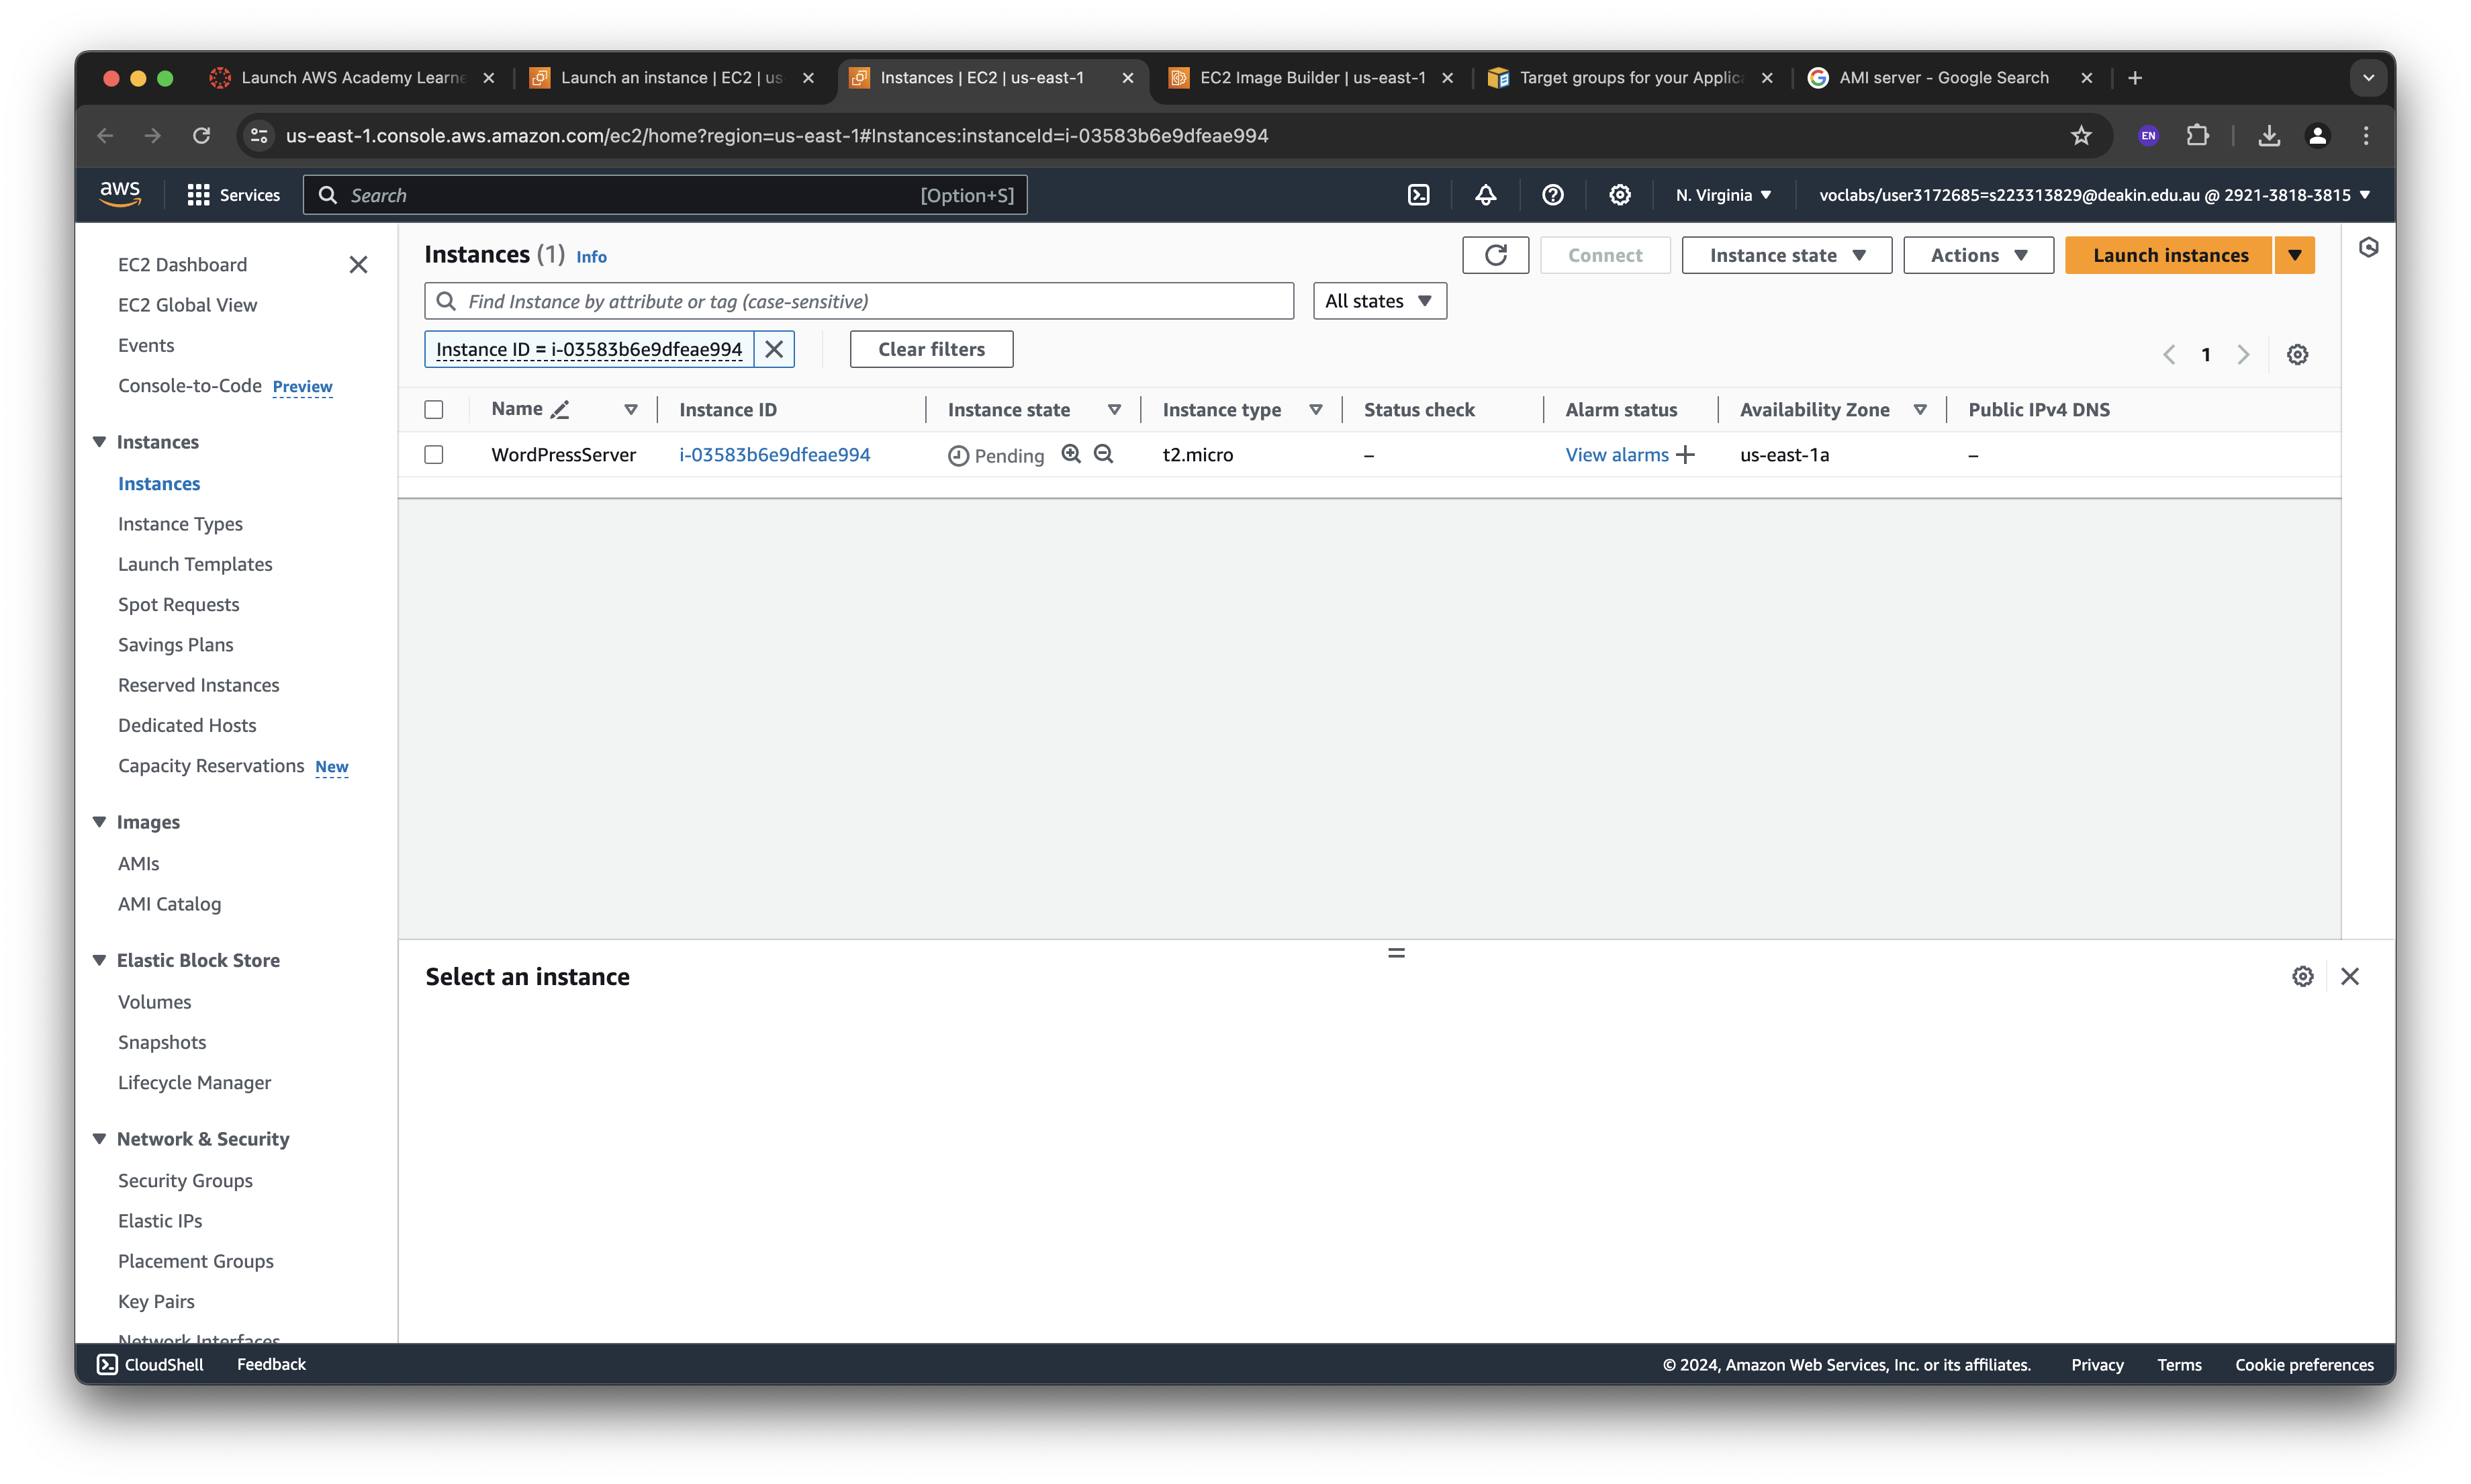 Launch AWS Academy Learne
Launch an instance | EC2 | us-
Instances | EC2 | us-east-1
EC2 Image Builder | us-east-1
Target groups for your Applica
AMI server - Google Search
us-east-1.console.aws.amazon.com/ec2/home?region=us-east-1#Instances:instanceId=i-03583b6e9dfeae994
EN
aws
Services
Search
[Option+S]
N. Virginia
voclabs/user3172685=s223313829@deakin.edu.au @ 2921-3818-3815
EC2 Dashboard
EC2 Global View
Events
Console-to-Code Preview
Instances
Instances
Instance Types
Launch Templates
Spot Requests
Savings Plans
Reserved Instances
Dedicated Hosts
Capacity Reservations New
Images
AMIs
AMI Catalog
Elastic Block Store
Volumes
Snapshots
Lifecycle Manager
Network & Security
Security Groups
Elastic IPs
Placement Groups
Key Pairs
Network Interfaces
Instances (1) Info
Connect
Instance state
Actions
Launch instances
Find Instance by attribute or tag (case-sensitive)
All states
Instance ID = i-03583b6e9dfeae994
Clear filters
1
Name Instance ID Instance state Instance type Status check Alarm status Availability Zone Public IPv4 DNS
WordPressServer i-03583b6e9dfeae994 Pending t2.micro – View alarms + us-east-1a –
Select an instance
CloudShell
Feedback
© 2024, Amazon Web Services, Inc. or its affiliates.
Privacy
Terms
Cookie preferences